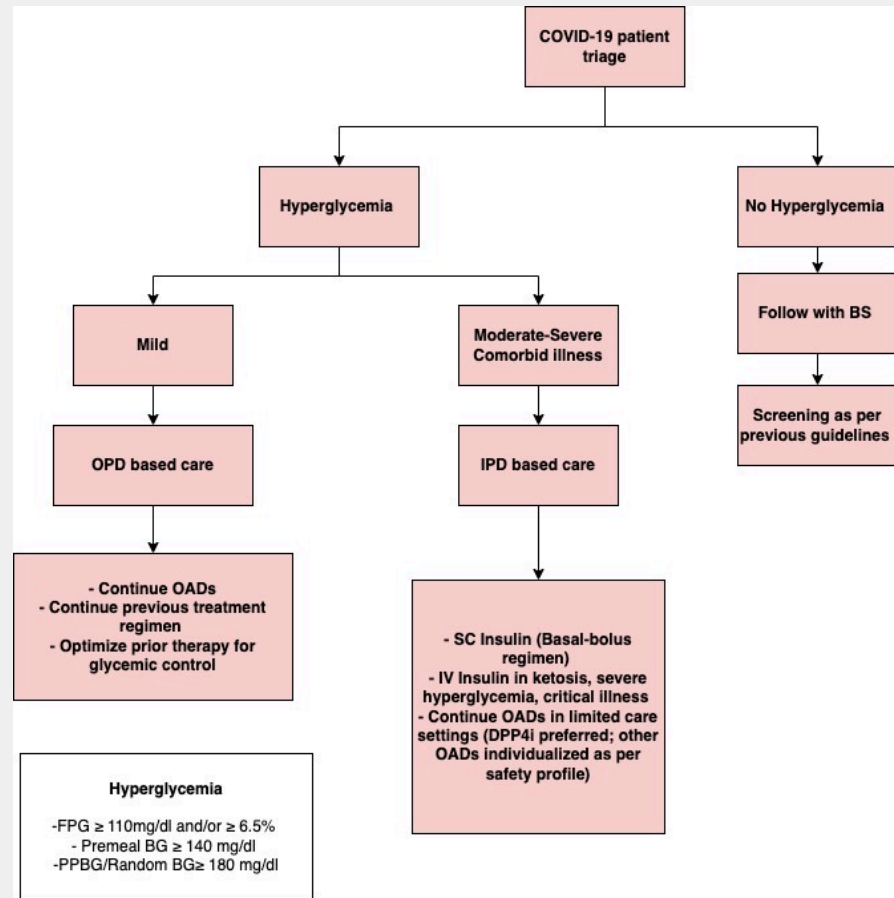 COVID-19 patient
triage
Hyperglycemia
No Hyperglycemia
Mild
Moderate-Severe
Comorbid illness
Follow with BS
OPD based care
IPD based care
Screening as per
previous guidelines
- Continue OADs
- Continue previous treatment
regimen
- Optimize prior therapy for
glycemic control
- SC Insulin (Basal-bolus
regimen)
- IV Insulin in ketosis, severe
hyperglycemia, critical illness
- Continue OADs in limited care
settings (DPP4i preferred; other
OADs individualized as per
safety profile)
Hyperglycemia
-FPG ≥ 110mg/dl and/or ≥ 6.5%
- Premeal BG ≥ 140 mg/dl
-PPBG/Random BG≥ 180 mg/dl